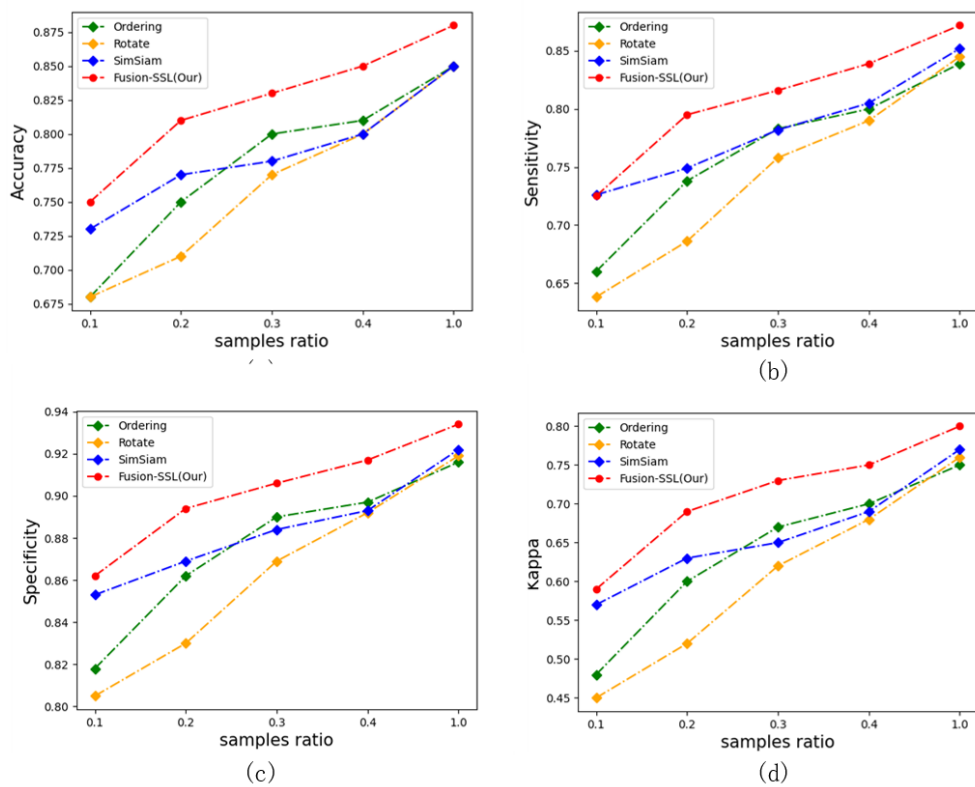 0.875
0.850
0.825
0.800
0.775
0.750
0.725
0.700
0.675
Accuracy
Ordering
Rotate
SimSiam
Fusion-SSL(Our)
0.1 0.2 0.3 0.4 1.0
samples ratio
0.85
0.80
0.75
0.70
0.65
Sensitivity
Ordering
Rotate
SimSiam
Fusion-SSL(Our)
0.1 0.2 0.3 0.4 1.0
samples ratio
(b)
0.94
0.92
0.90
0.88
0.86
0.84
0.82
0.80
Specificity
Ordering
Rotate
SimSiam
Fusion-SSL(Our)
0.1 0.2 0.3 0.4 1.0
samples ratio
(c)
0.80
0.75
0.70
0.65
0.60
0.55
0.50
0.45
Kappa
Ordering
Rotate
SimSiam
Fusion-SSL(Our)
0.1 0.2 0.3 0.4 1.0
samples ratio
(d)